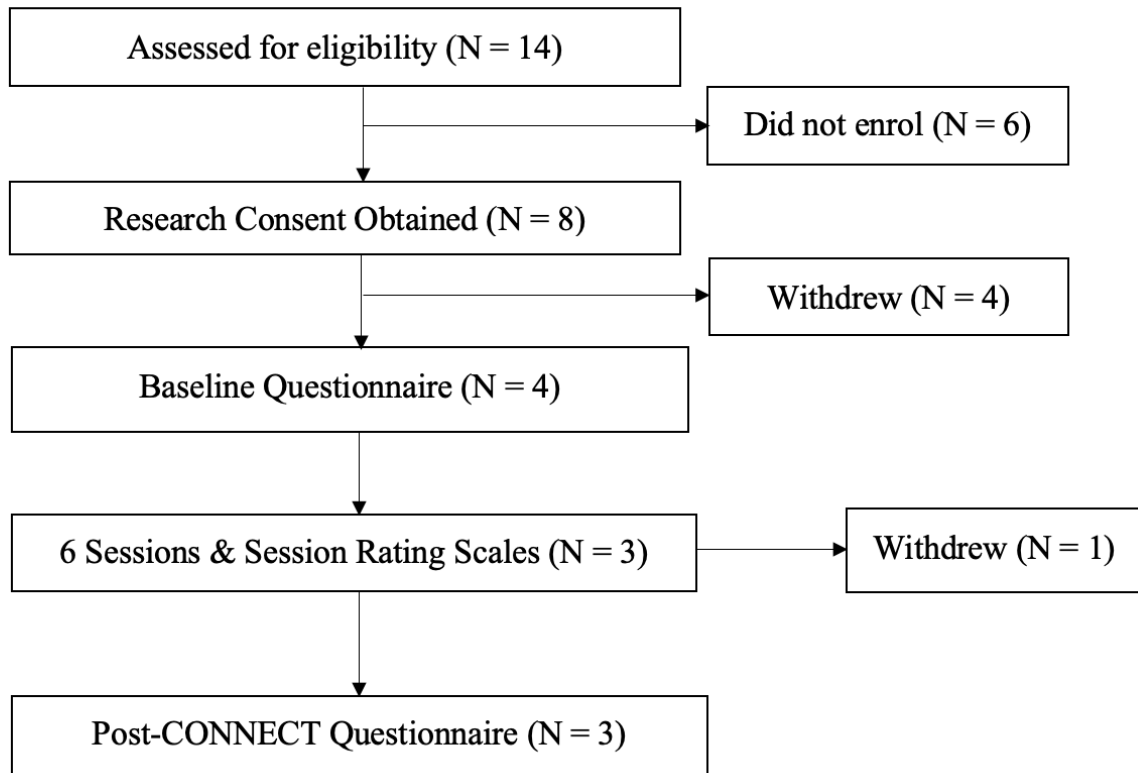 Assessed for eligibility (N = 14)
Did not enrol (N = 6)
Research Consent Obtained (N = 8)
Withdrew (N = 4)
Baseline Questionnaire (N = 4)
6 Sessions & Session Rating Scales (N = 3)
Withdrew (N = 1)
Post-CONNECT Questionnaire (N = 3)